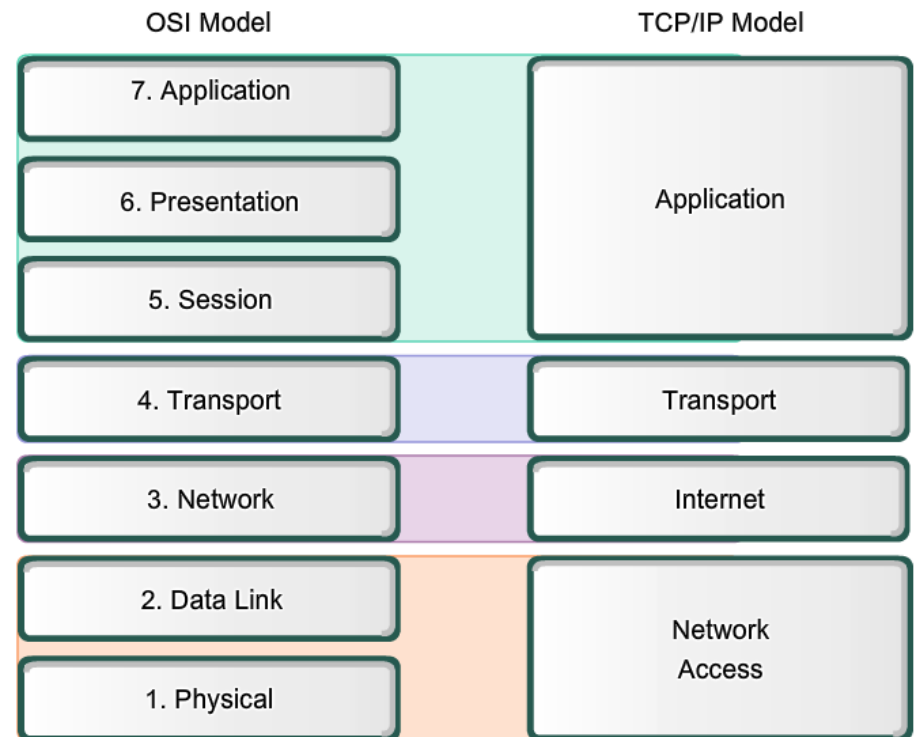 OSI Model
TCP/IP Model
7. Application
6. Presentation
5. Session
Application
4. Transport
Transport
3. Network
Internet
2. Data Link
1. Physical
Network
Access